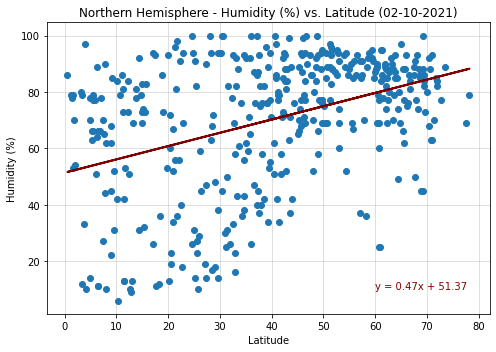 Northern Hemisphere - Humidity (%) vs. Latitude (02-10-2021)
100
80
60
40
20
Humidity (%)
y = 0.47x + 51.37
0 10 20 30 40 50 60 70 80
Latitude